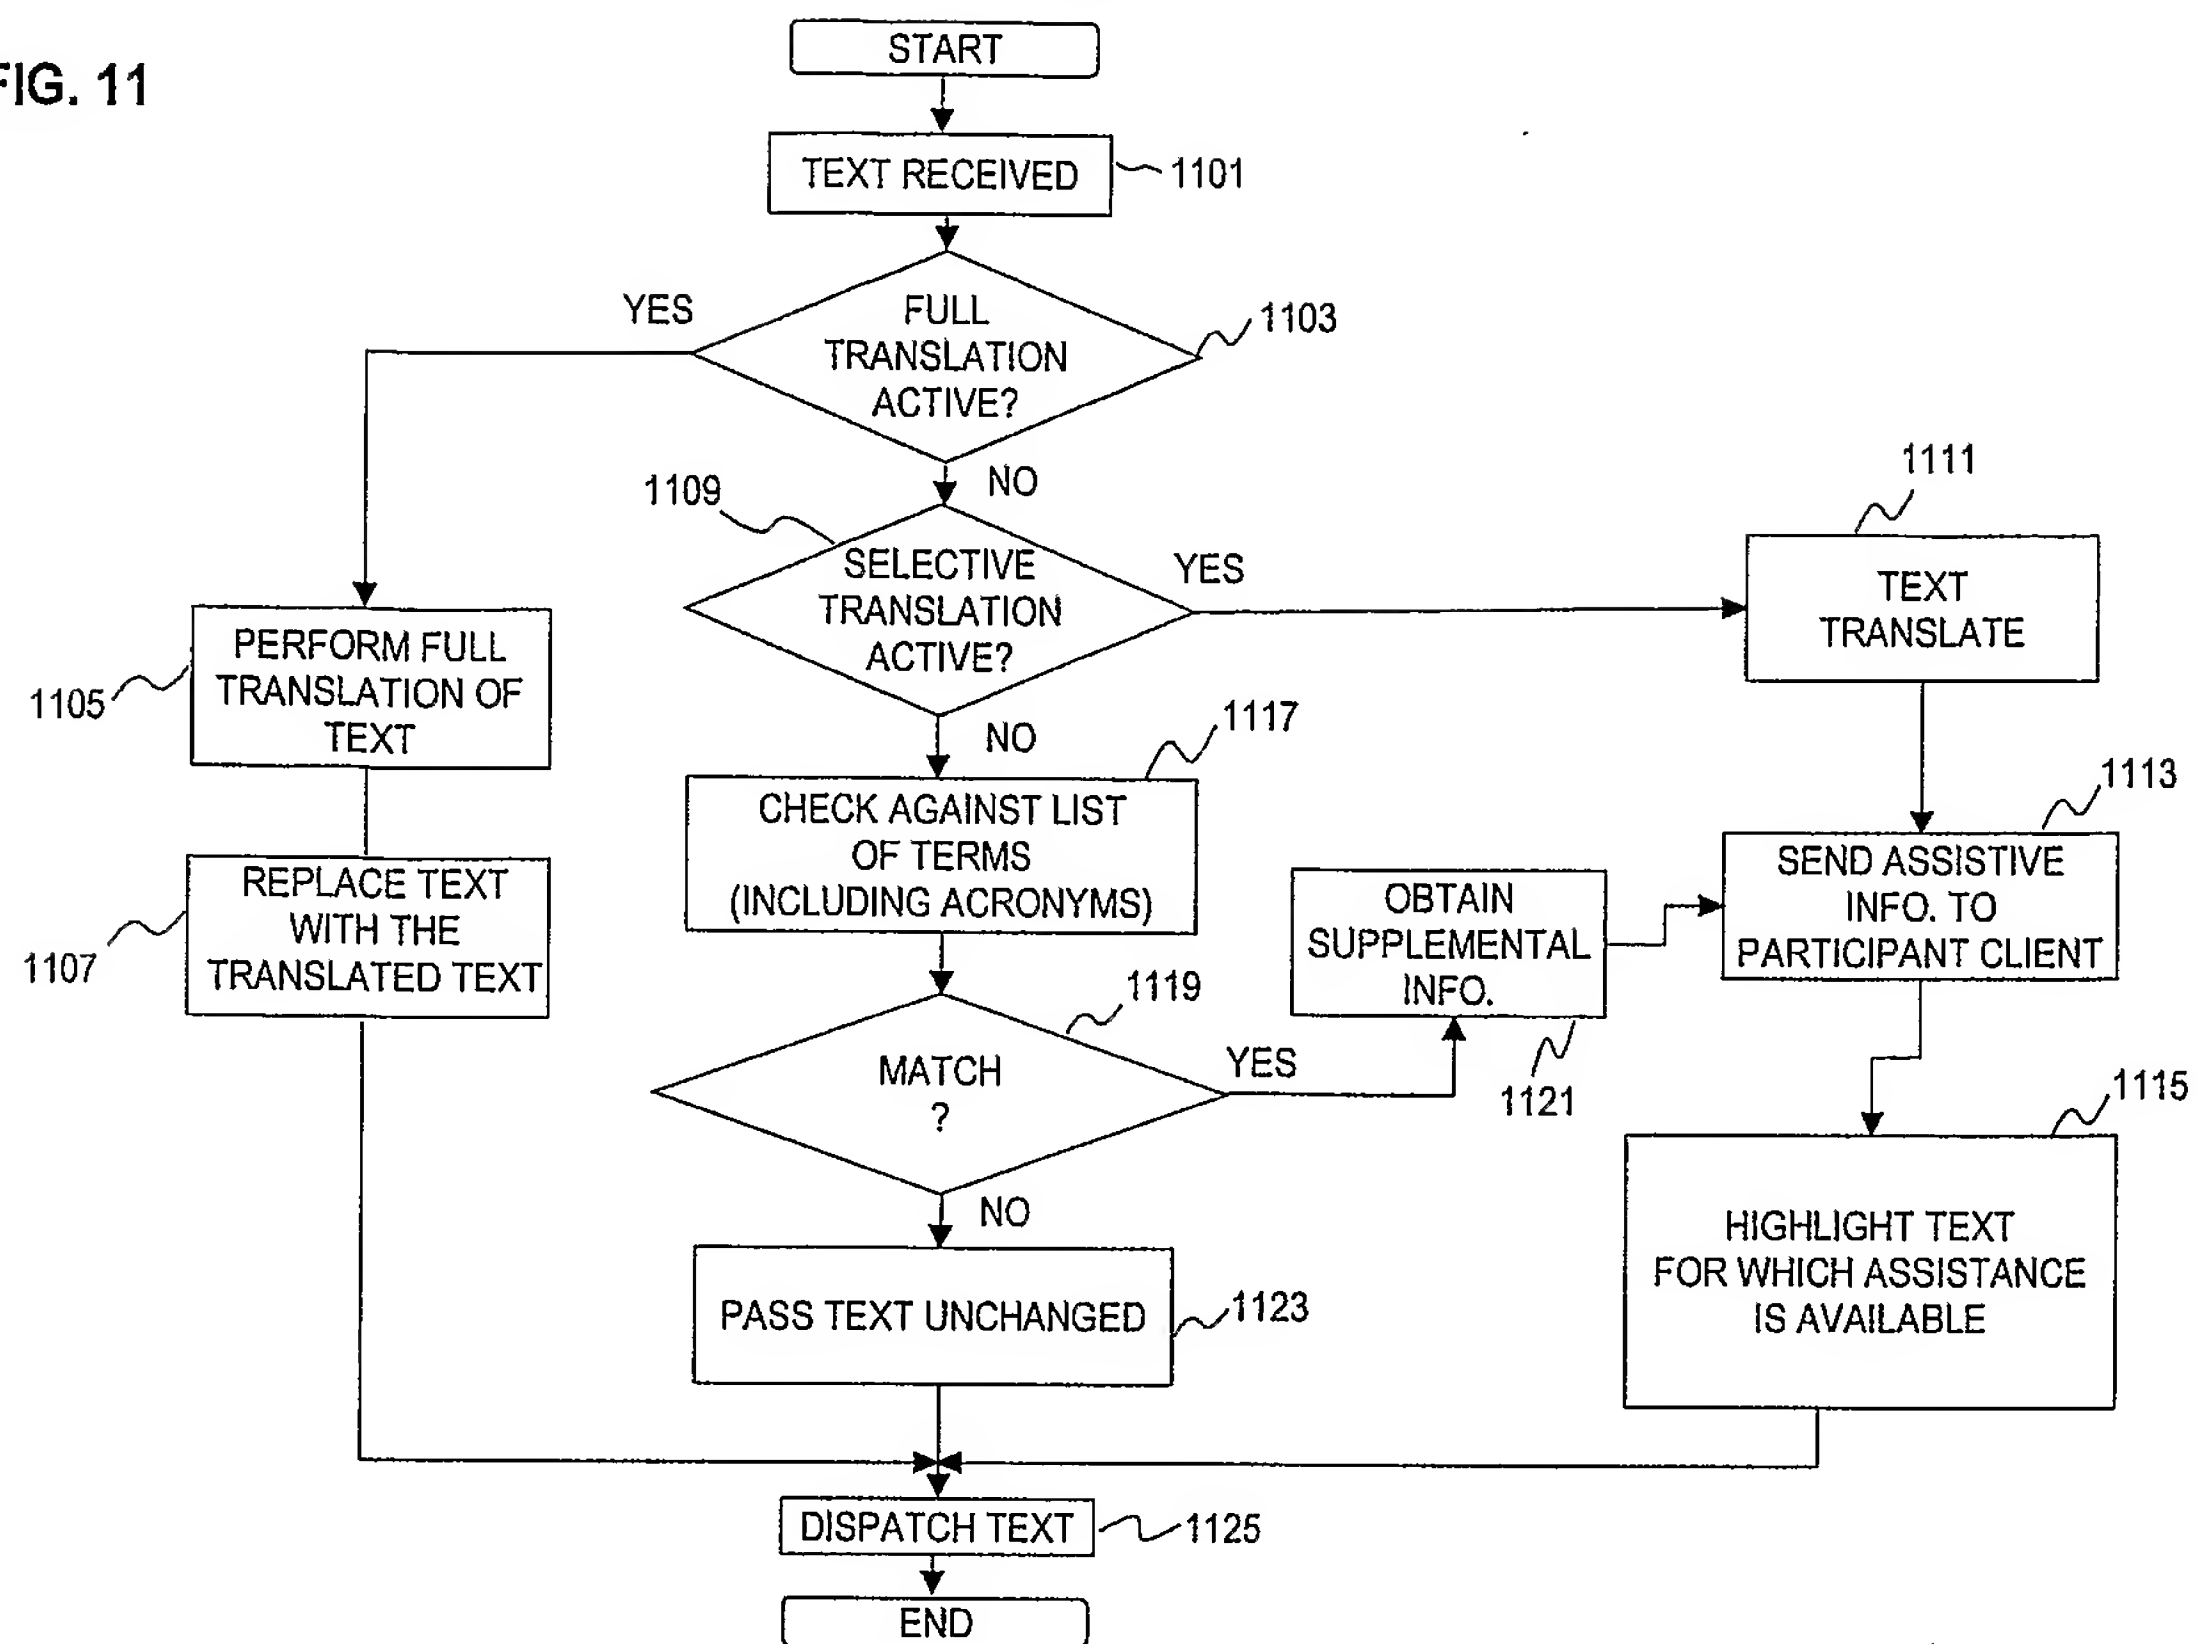 FIG. 11
START
TEXT RECEIVED
1101
YES
FULL
TRANSLATION
ACTIVE?
1103
NO
1109
SELECTIVE
TRANSLATION
ACTIVE?
YES
1111
TEXT
TRANSLATE
PERFORM FULL
TRANSLATION OF
TEXT
1105
NO
1117
CHECK AGAINST LIST
OF TERMS
(INCLUDING ACRONYMS)
1113
SEND ASSISTIVE
INFO. TO
PARTICIPANT CLIENT
REPLACE TEXT
WITH THE
TRANSLATED TEXT
1107
OBTAIN
SUPPLEMENTAL
INFO.
1121
1119
MATCH
?
YES
1115
HIGHLIGHT TEXT
FOR WHICH ASSISTANCE
IS AVAILABLE
NO
PASS TEXT UNCHANGED
1123
DISPATCH TEXT
1125
END